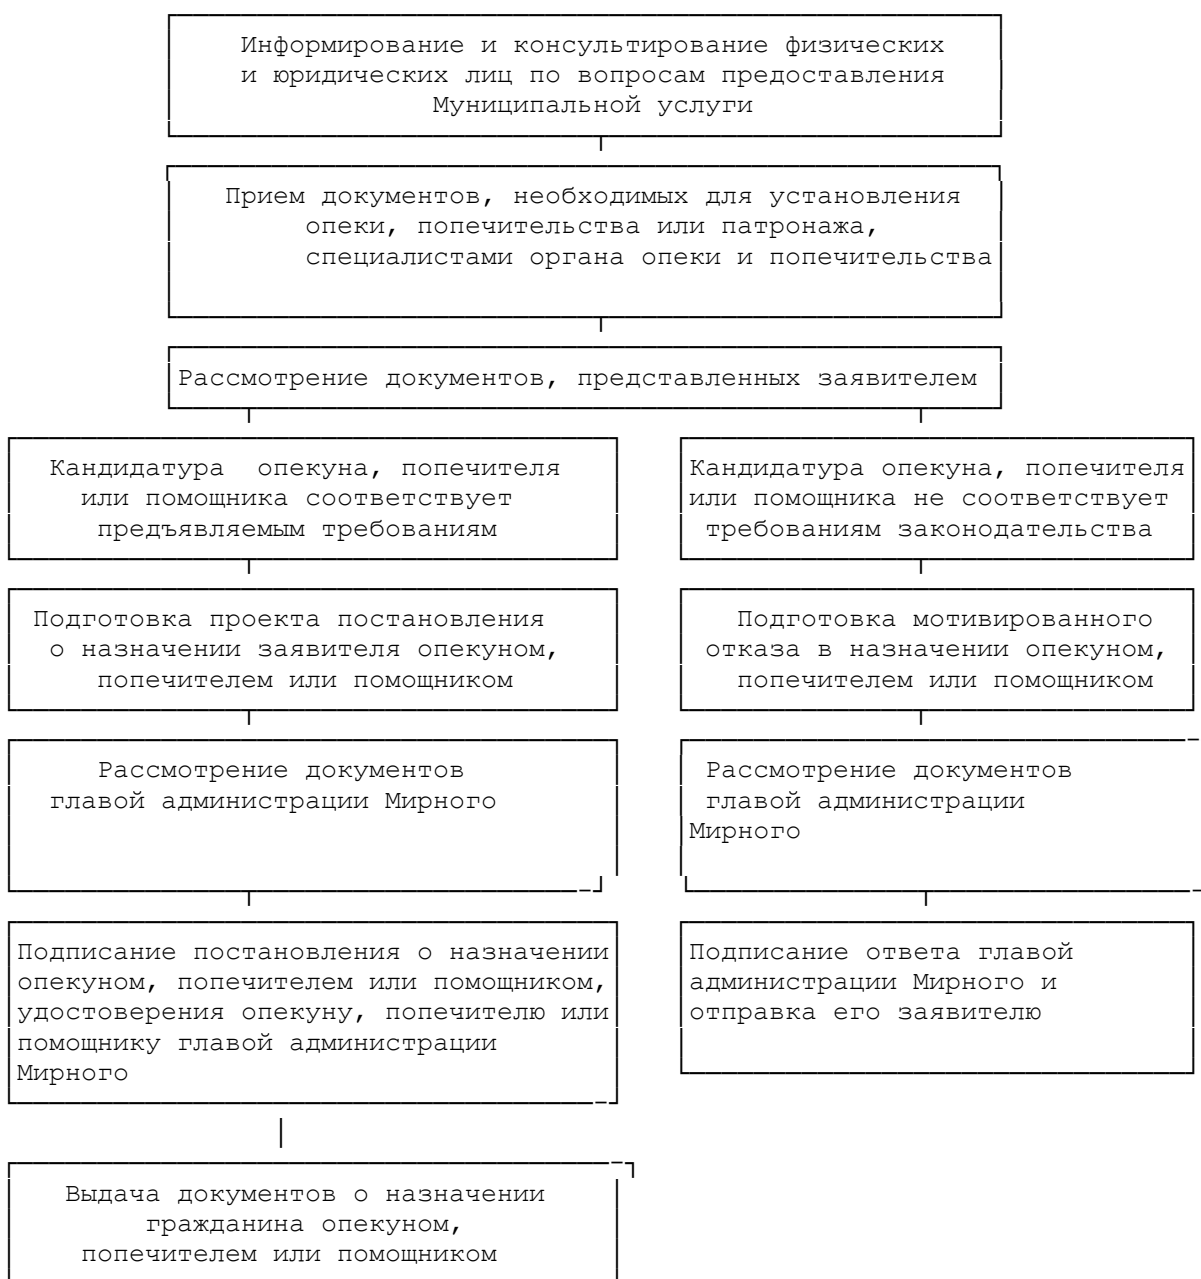 Информирование и консультирование физических
и юридических лиц по вопросам предоставления
Муниципальной услуги
Прием документов, необходимых для установления
опеки, попечительства или патронажа,
специалистами органа опеки и попечительства
Рассмотрение документов, представленных заявителем
Кандидатура опекуна, попечителя
или помощника соответствует
предъявляемым требованиям
Кандидатура опекуна, попечителя
или помощника не соответствует
требованиям законодательства
Подготовка проекта постановления
о назначении заявителя опекуном,
попечителем или помощником
Подготовка мотивированного
отказа в назначении опекуном,
попечителем или помощником
Рассмотрение документов
главой администрации Мирного
Рассмотрение документов
главой администрации
Мирного
Подписание постановления о назначении
опекуном, попечителем или помощником,
удостоверения опекуну, попечителю или
помощнику главой администрации
Мирного
Подписание ответа главой
администрации Мирного и
отправка его заявителю
Выдача документов о назначении
гражданина опекуном,
попечителем или помощником